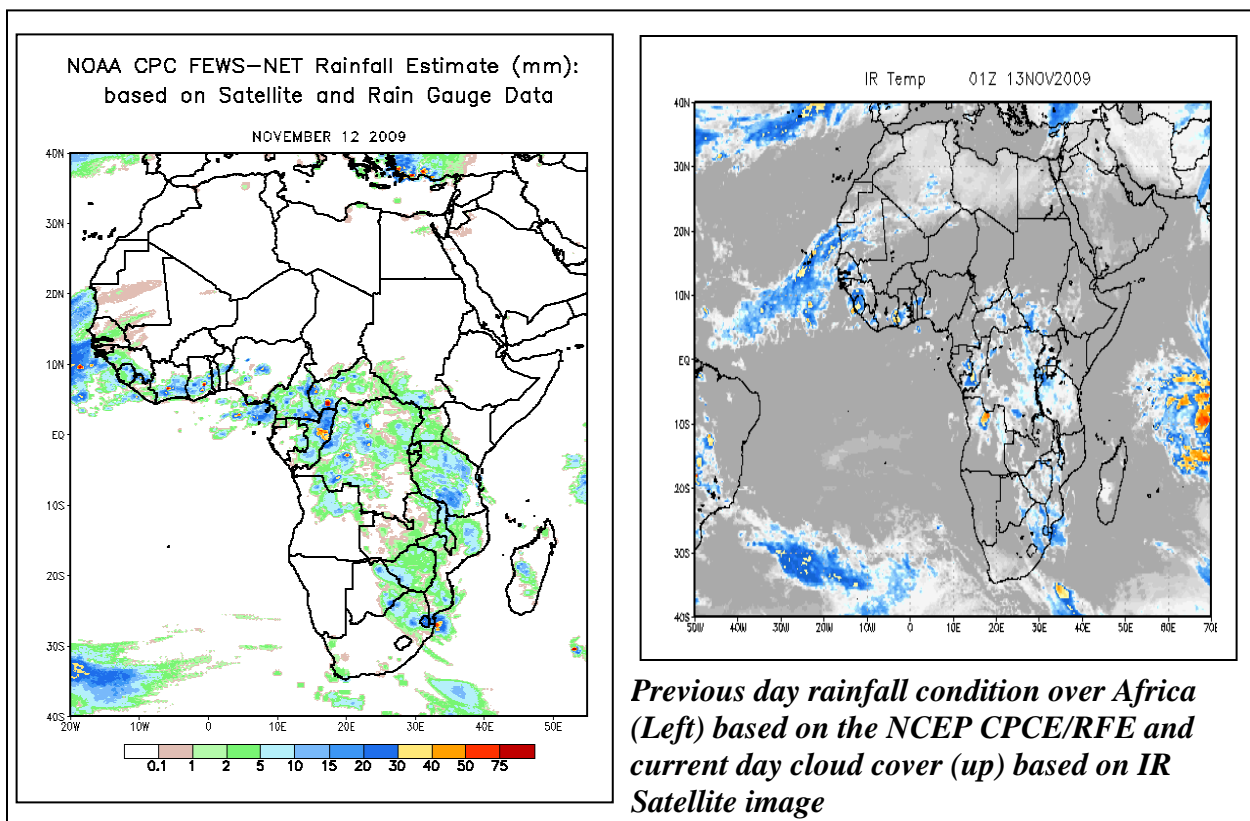 NOAA CPC FEWS-NET Rainfall Estimate (mm):
based on Satellite and Rain Gauge Data
NOVEMBER 12 2009
40N
30N
20N
10N
EQ
10S
20S
30S
40S
20W 10W 0 10E 20E 30E 40E 50E
0.1 1 2 5 10 15 20 30 40 50 75
IR Temp 01Z 13NOV2009
40N
30N
20N
10N
EQ
10S
20S
30S
40S
50W 40W 30W 20W 10W 0 10E 20E 30E 40E 50E 60E 70E
Previous day rainfall condition over Africa
(Left) based on the NCEP CPCE/RFE and
current day cloud cover (up) based on IR
Satellite image